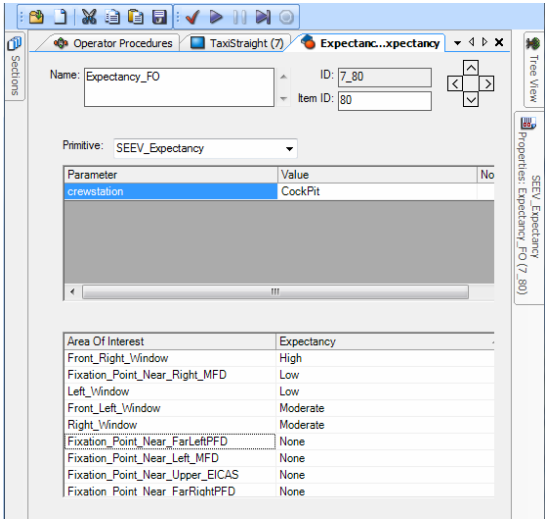 Operator Procedures
TaxiStraight (7)
Expectanc...xpectancy
Sections
Name: Expectancy_FO
ID: 7_80
Item ID: 80
Primitive: SEEV_Expectancy
Parameter Value No
crewstation CockPit
Area Of Interest Expectancy
Front_Right_Window High
Fixation_Point_Near_Right_MFD Low
Left_Window Low
Front_Left_Window Moderate
Right_Window Moderate
Fixation_Point_Near_FarLeftPFD None
Fixation_Point_Near_Left_MFD None
Fixation_Point_Near_Upper_EICAS None
Fixation_Point_Near_FarRightPFD None
Tree View
SEEV_Expectancy
Properties: Expectancy_FO (7_80)